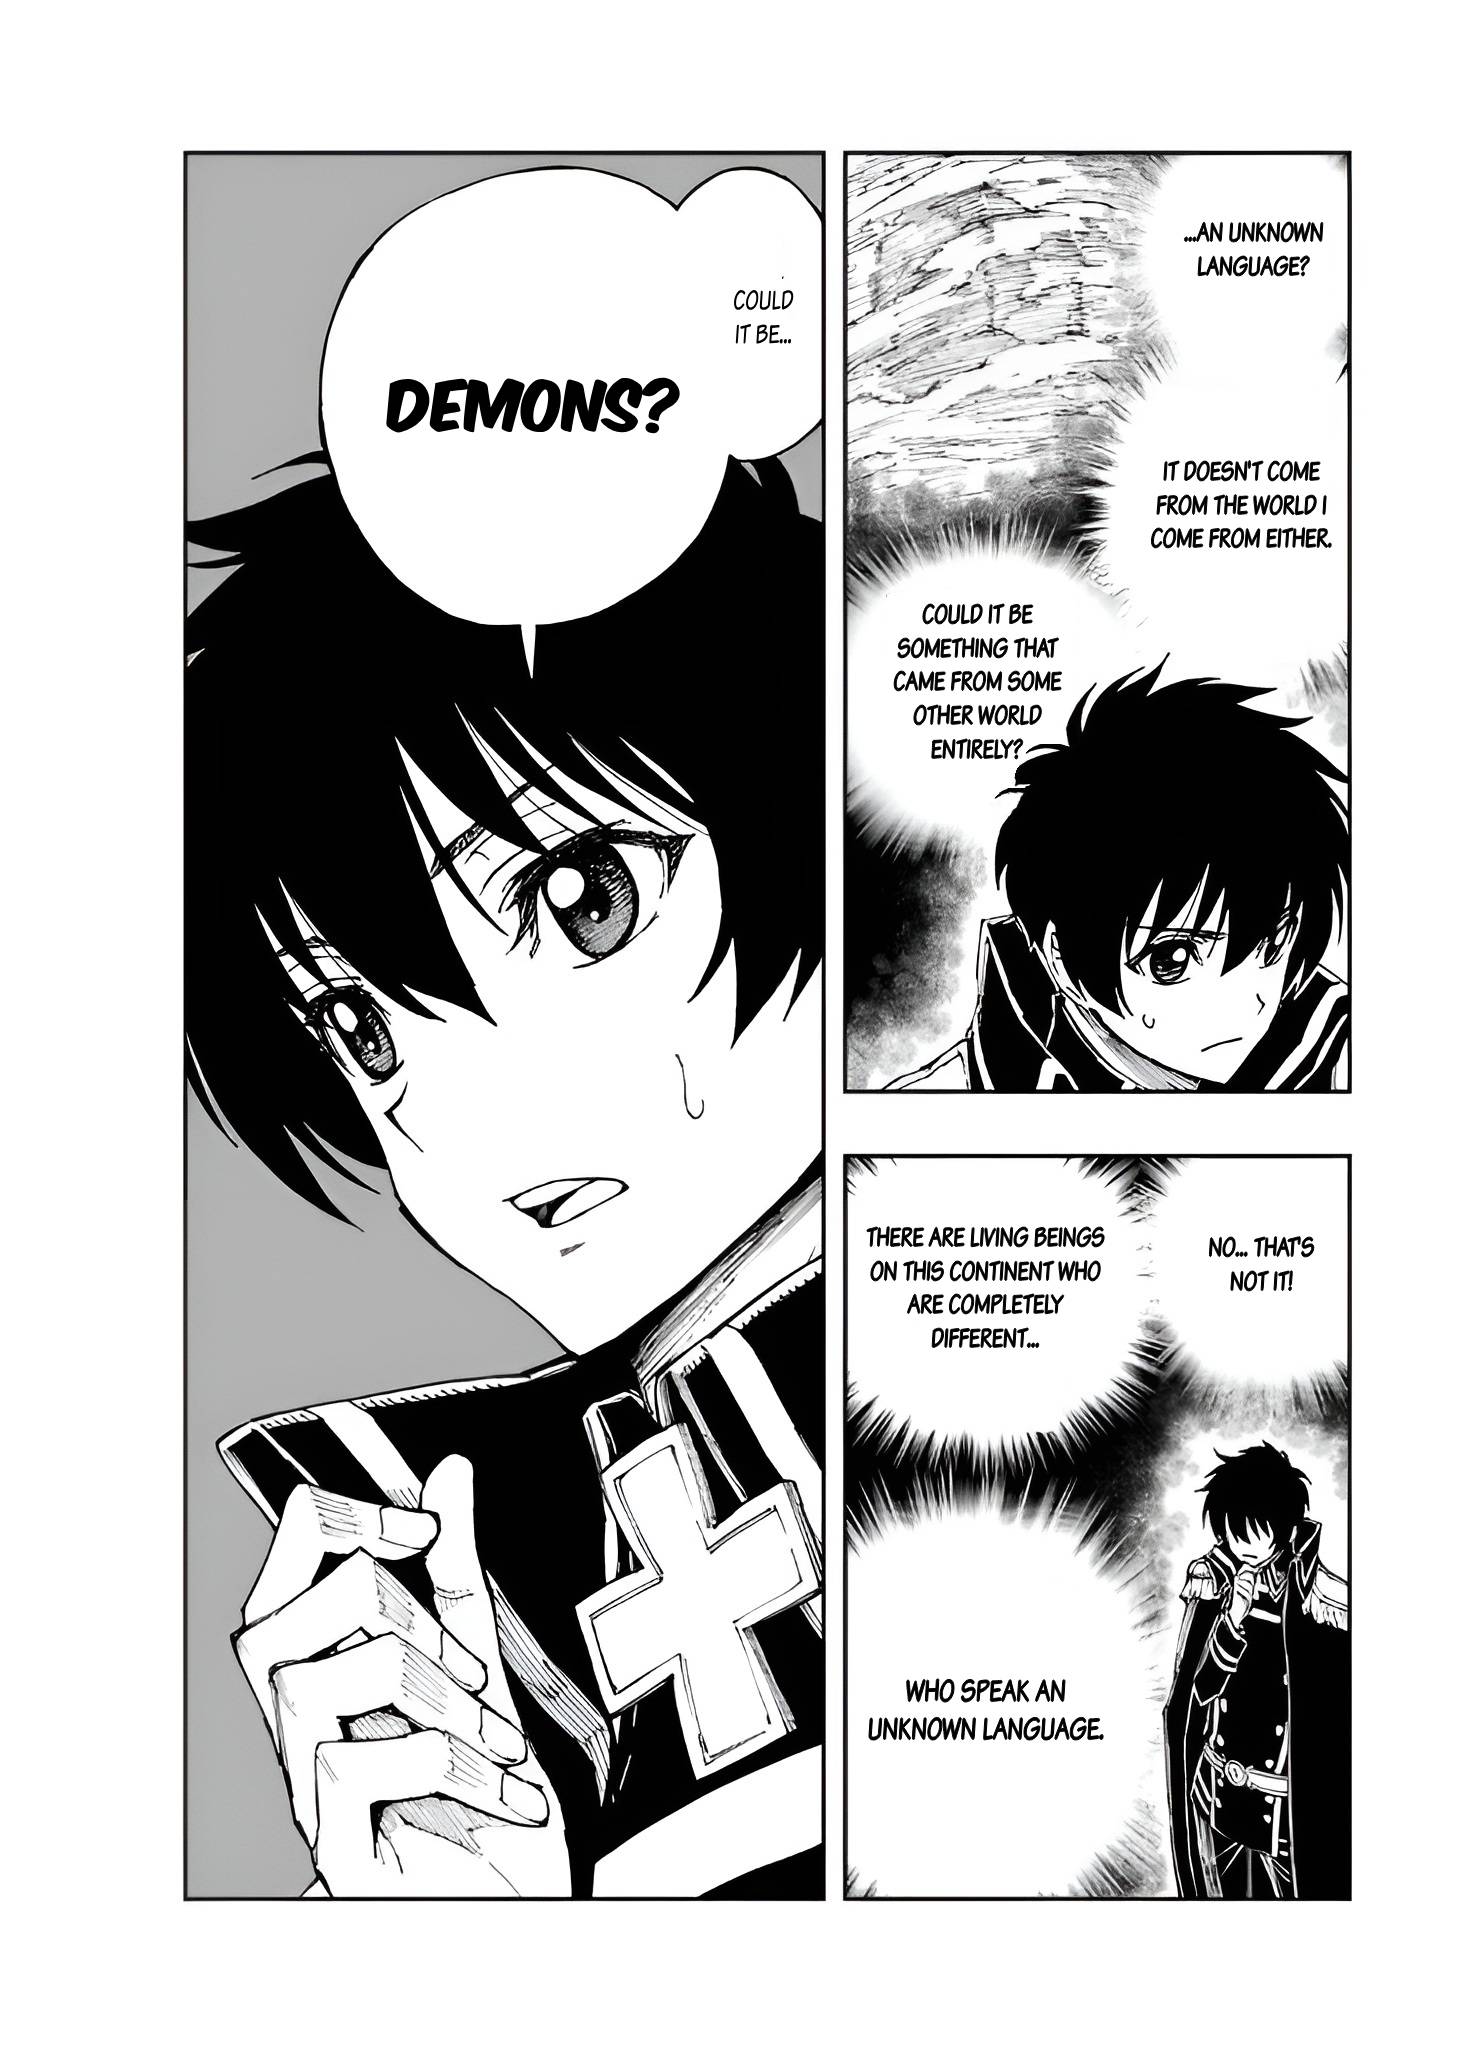 ...AN UNKNOWN
LANGUAGE?
IT DOESN'T COME
FROM THE WORLD I
COME FROM EITHER.
COULD IT BE
SOMETHING THAT
CAME FROM SOME
OTHER WORLD
ENTIRELY?
NO... THAT'S
NOT IT!
THERE ARE LIVING BEINGS
ON THIS CONTINENT WHO
ARE COMPLETELY
DIFFERENT...
WHO SPEAK AN
UNKNOWN LANGUAGE.
COULD
IT BE...
DEMONS?